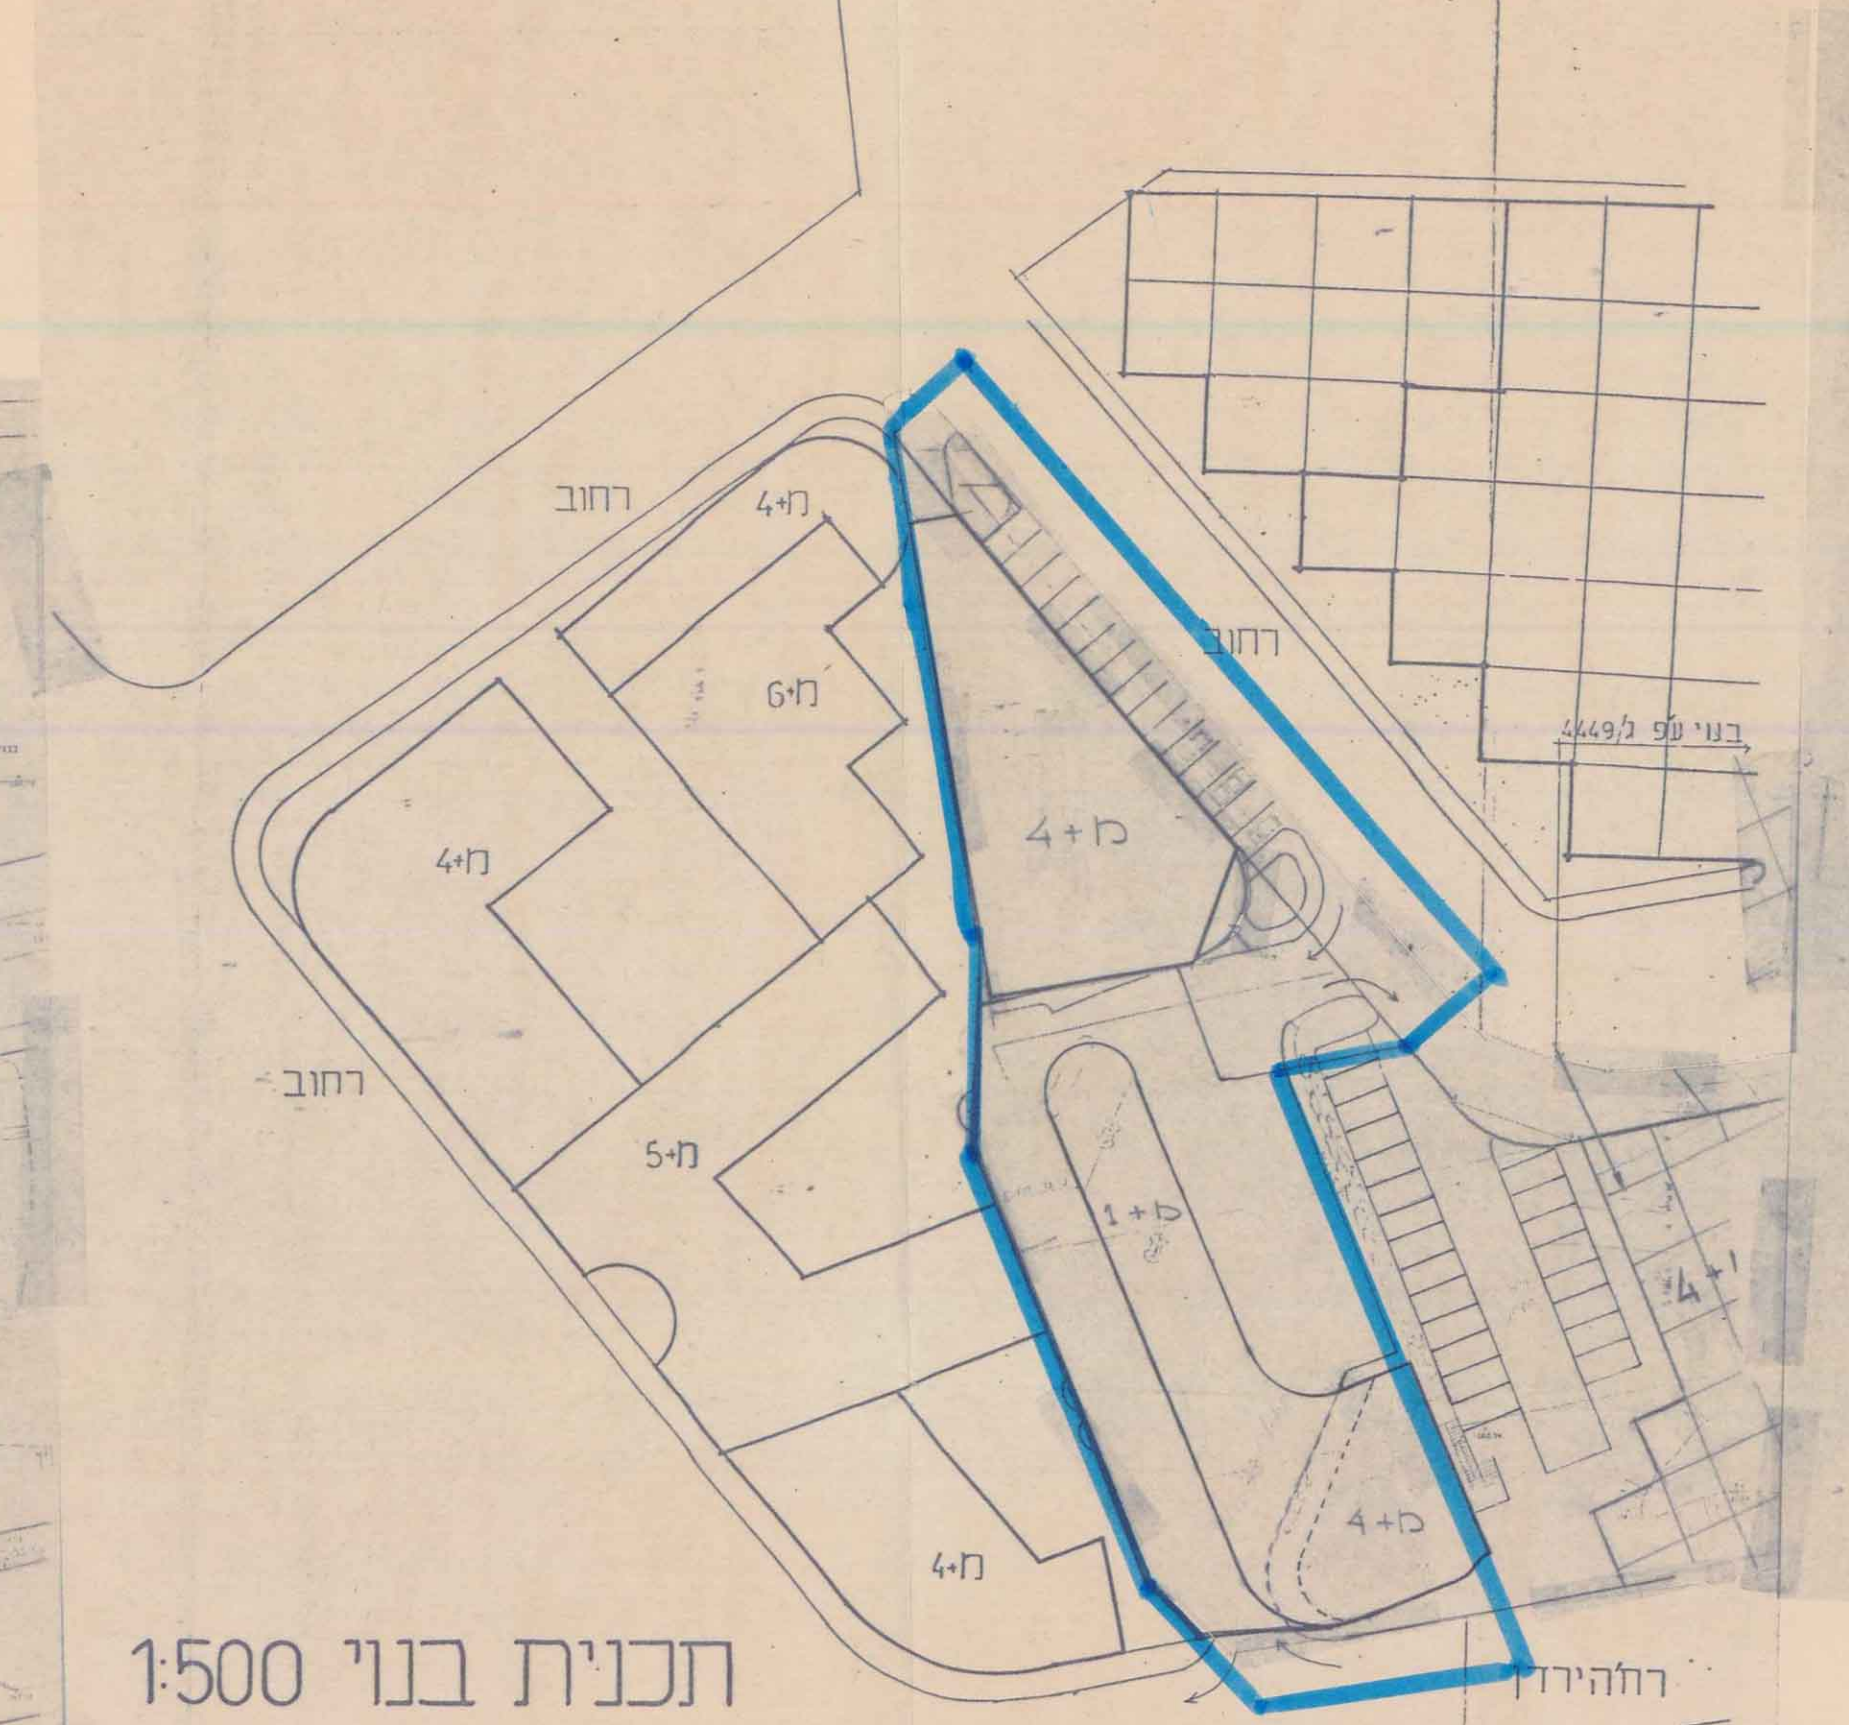 רחוב
מ+4
רחוב
מ+6
בנוי עפ ג/4449
מ+4
מ+4
רחוב
מ+5
מ+1
4+
מ+4
מ+4
תכנית בנוי 1:500
רח'הירדן